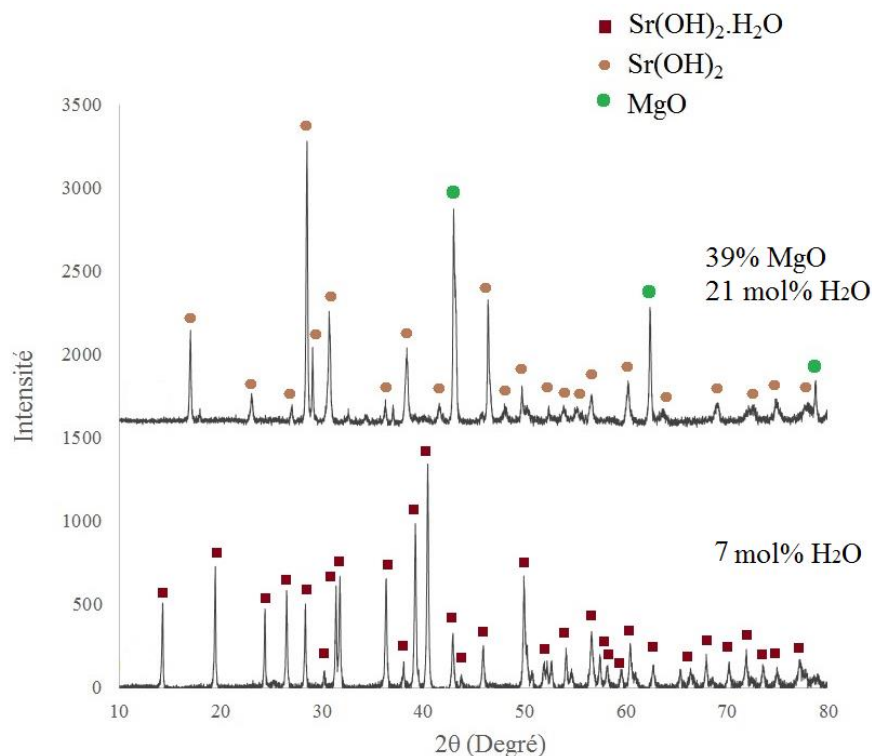 Sr(OH)₂.H₂O
Sr(OH)₂
MgO
3500
3000
2500
2000
1500
1000
500
0
Intensité
39% MgO
21 mol% H₂O
7 mol% H₂O
10 20 30 40 50 60 70 80
2θ (Degré)